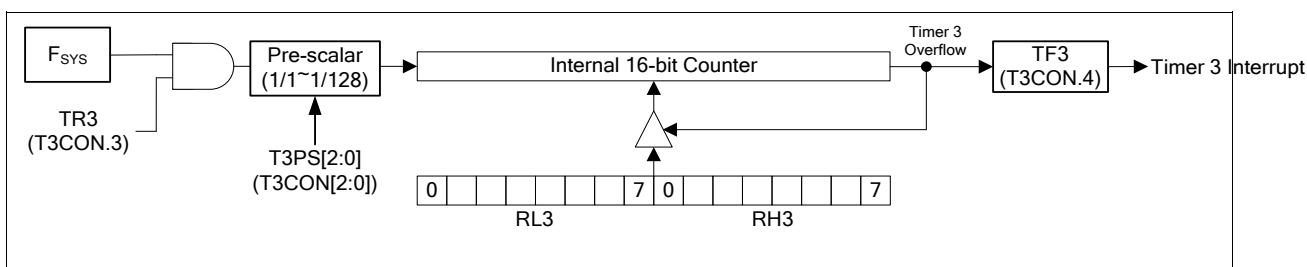 F_SYS
TR3
(T3CON.3)
Pre-scalar
(1/1~1/128)
T3PS[2:0]
(T3CON[2:0])
Internal 16-bit Counter
0 7 0 7
RL3 RH3
Timer 3
Overflow
TF3
(T3CON.4)
Timer 3 Interrupt